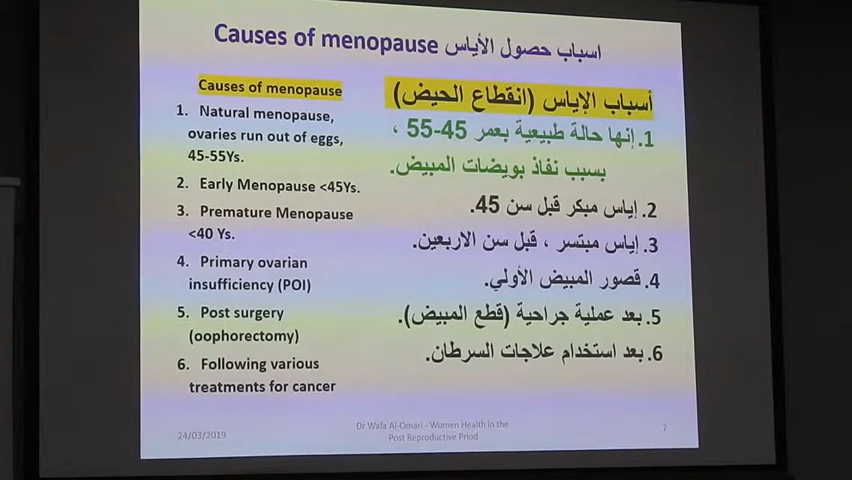 Causes of menopause اسباب حصول الأياس
Causes of menopause
1. Natural menopause,
ovaries run out of eggs,
45-55Ys.
2. Early Menopause <45Ys.
3. Premature Menopause
<40 Ys.
4. Primary ovarian
insufficiency (POI)
5. Post surgery
(oophorectomy)
6. Following various
treatments for cancer
أسباب الإياس (انقطاع الحيض)
1. إنها حالة طبيعية بعمر 45-55 ،
بسبب نفاذ بويضات المبيض.
2. إياس مبكر قبل سن 45.
3. إياس مبتسر ، قبل سن الاربعين.
4. قصور المبيض الأولي.
5. بعد عملية جراحية (قطع المبيض).
6. بعد استخدام علاجات السرطان.
24/03/2019
Dr Wafa Al-Omari - Women Health in the
Post Reproductive Priod
7